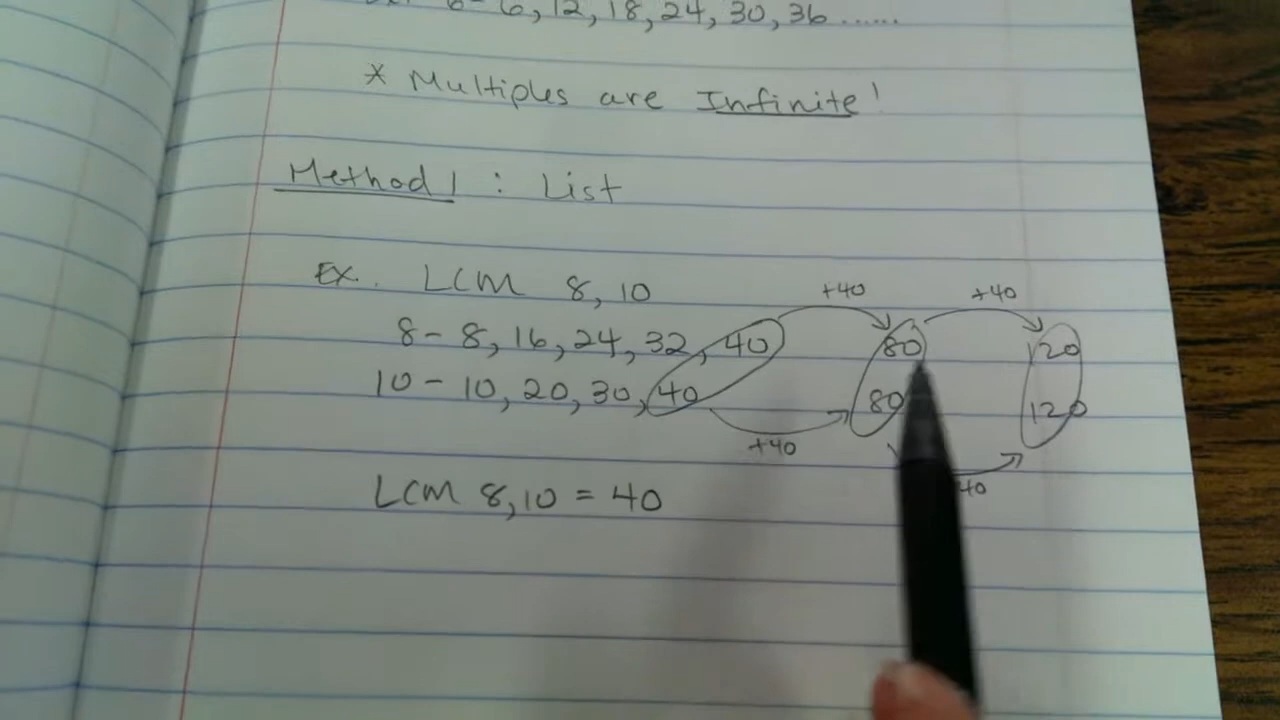 6 - 6, 12, 18, 24, 30, 36 ......
* Multiples are Infinite!
Method 1 : List
Ex. LCM 8, 10
+40 +40
8 - 8, 16, 24, 32, 40 80 120
10 - 10, 20, 30, 40 80 120
+40 40
LCM 8, 10 = 40